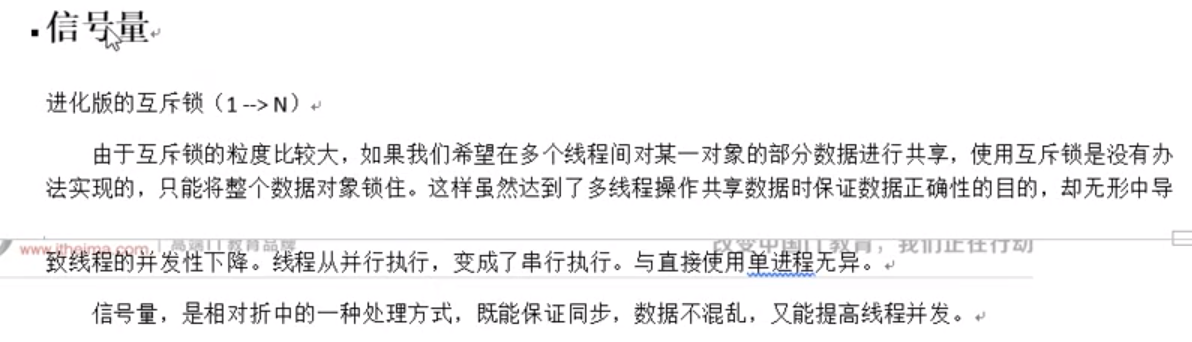 信号量
进化版的互斥锁（1 --> N）
由于互斥锁的粒度比较大，如果我们希望在多个线程间对某一对象的部分数据进行共享，使用互斥锁是没有办
法实现的，只能将整个数据对象锁住。这样虽然达到了多线程操作共享数据时保证数据正确性的目的，却无形中导
www.itheima.com | 高端IT教育品牌 改变中国IT教育，我们正在行动
致线程的并发性下降。线程从并行执行，变成了串行执行。与直接使用单进程无异。
信号量，是相对折中的一种处理方式，既能保证同步，数据不混乱，又能提高线程并发。